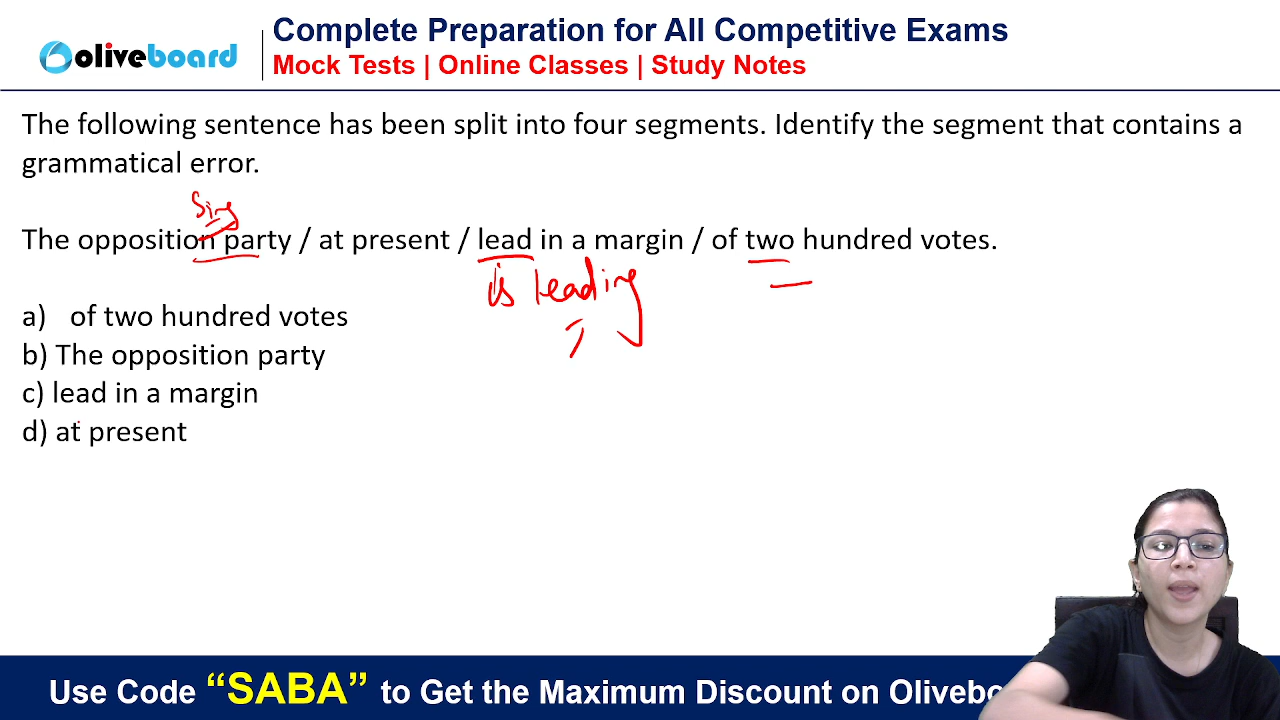 oliveboard
Complete Preparation for All Competitive Exams
Mock Tests | Online Classes | Study Notes
The following sentence has been split into four segments. Identify the segment that contains a
grammatical error.
Sing
The opposition party / at present / lead in a margin / of two hundred votes.
is leading
a) of two hundred votes
b) The opposition party
c) lead in a margin
d) at present
Use Code “SABA” to Get the Maximum Discount on Olivebo